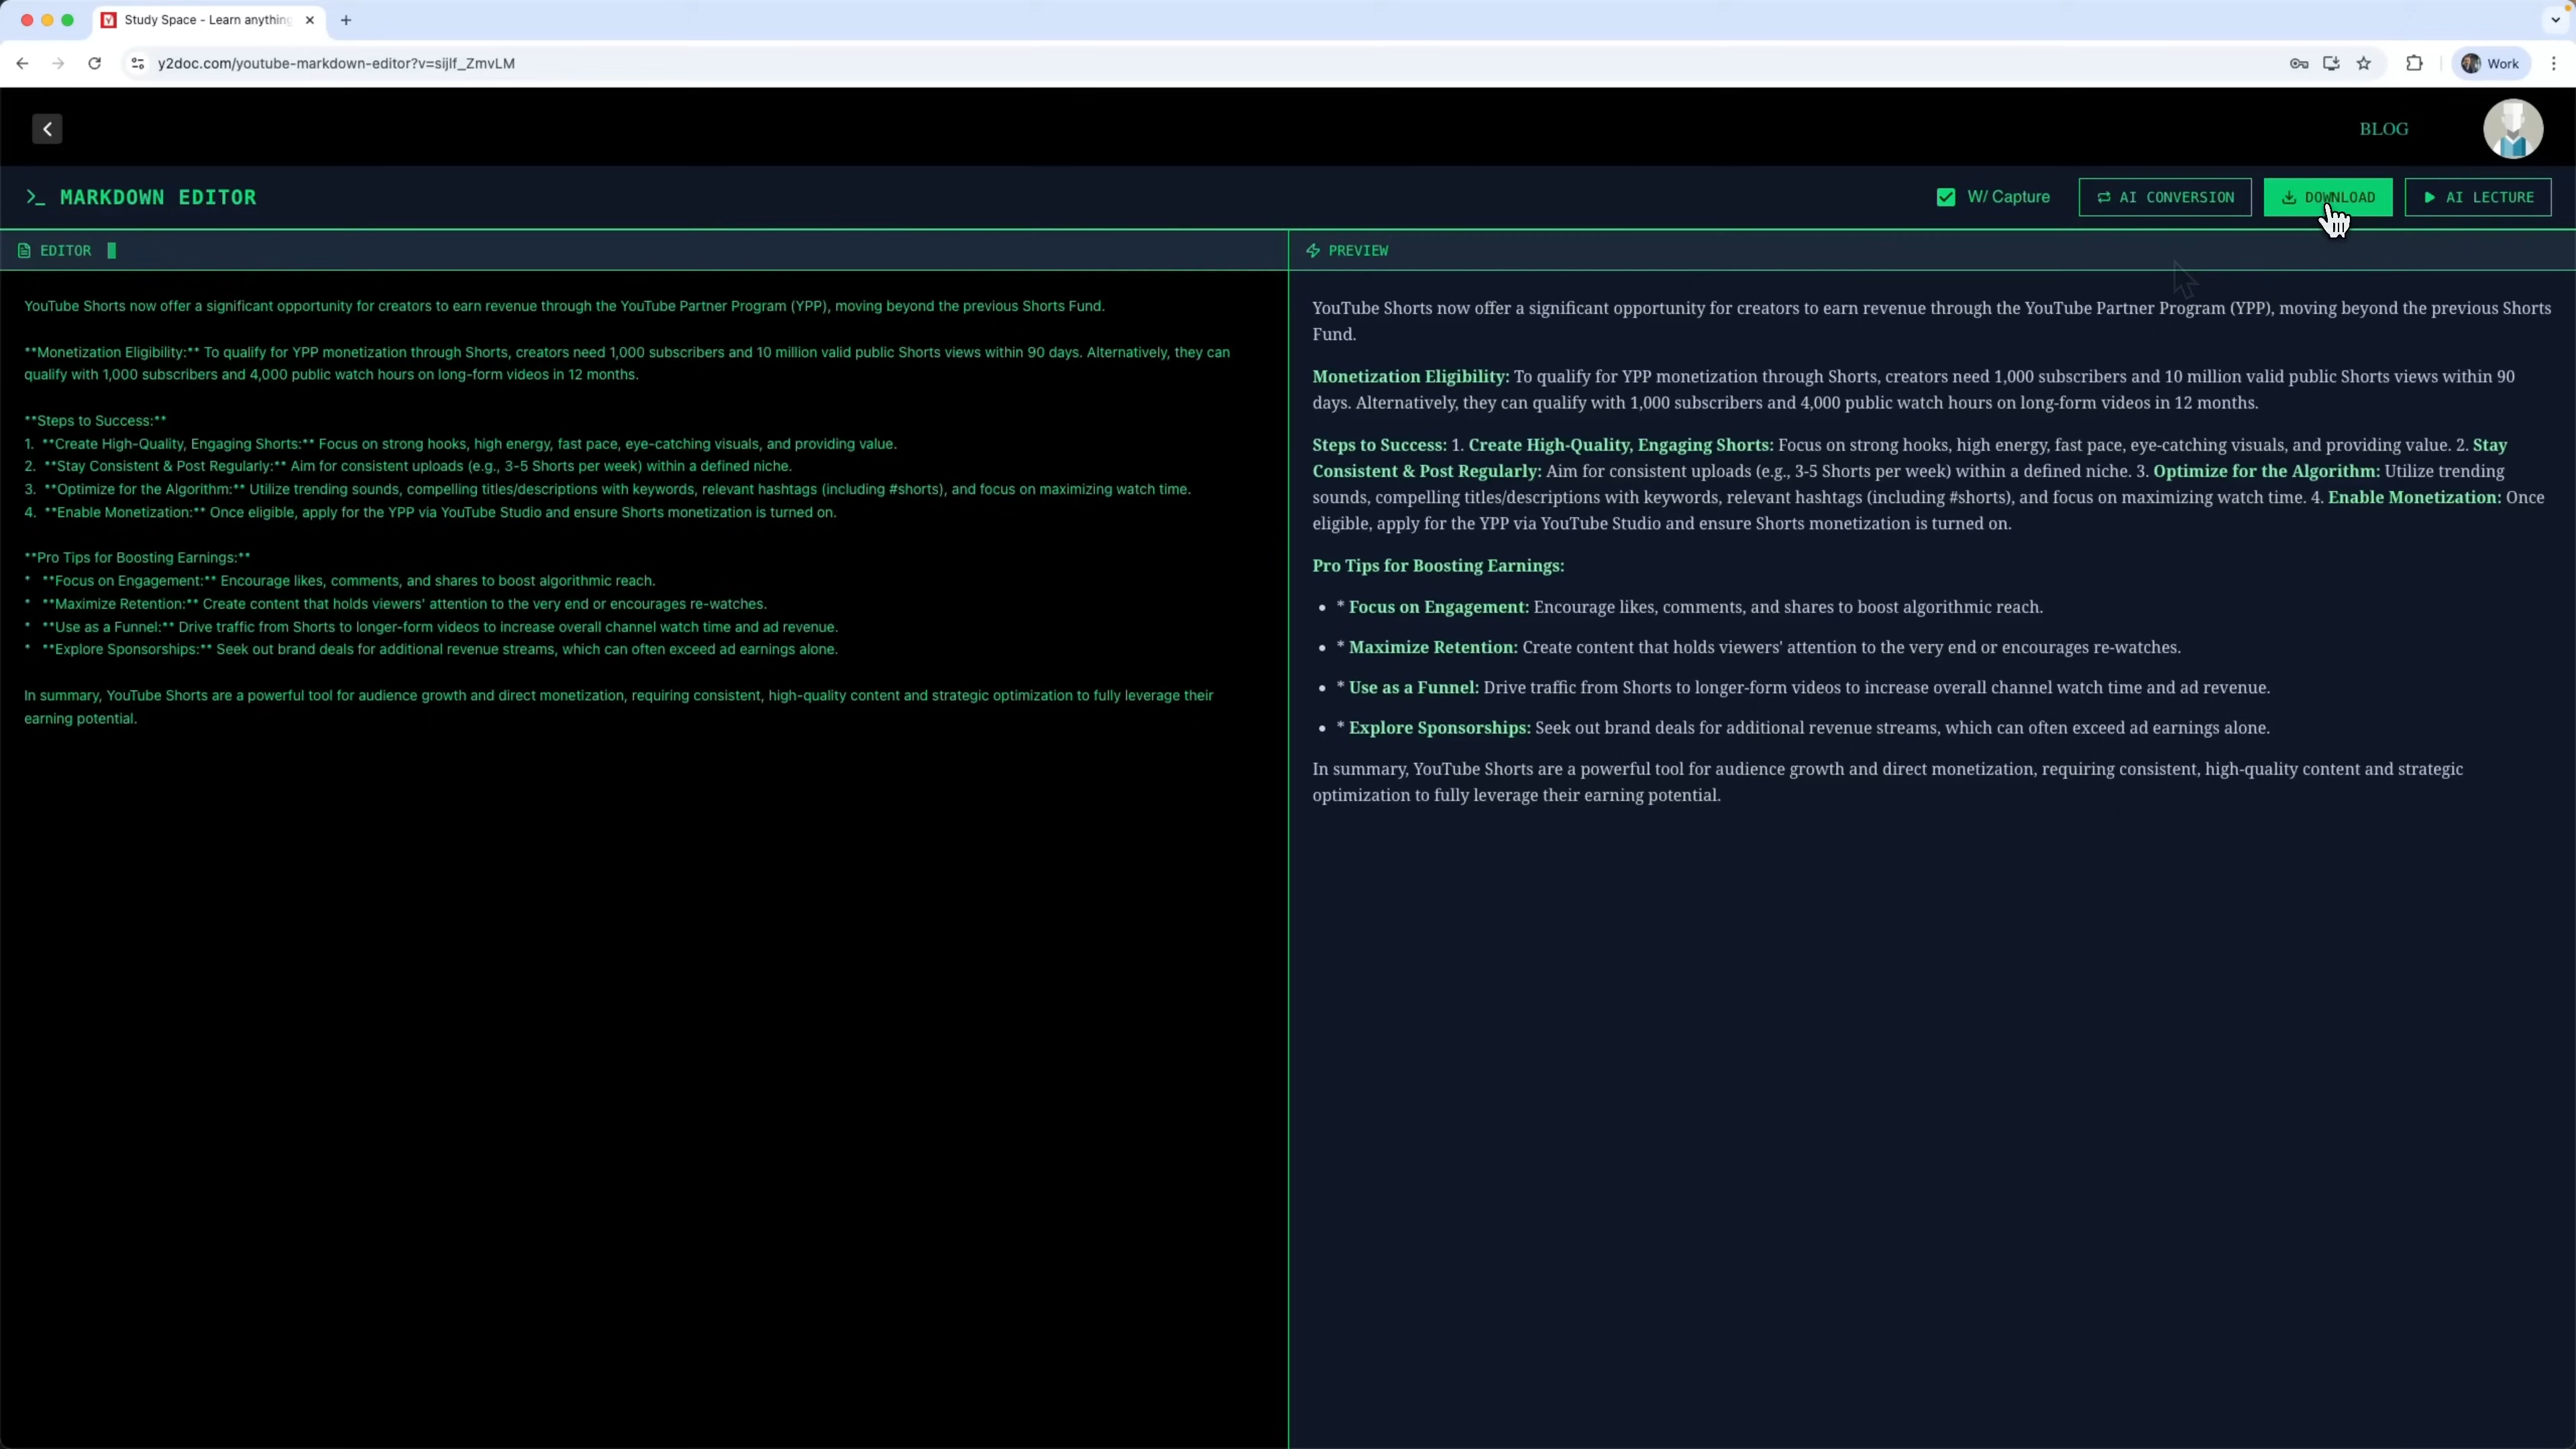 Study Space - Learn anything
y2doc.com/youtube-markdown-editor?v=sijlf_ZmvLM
Work
BLOG
>_ MARKDOWN EDITOR
W/ Capture
AI CONVERSION
DOWNLOAD
AI LECTURE
EDITOR
YouTube Shorts now offer a significant opportunity for creators to earn revenue through the YouTube Partner Program (YPP), moving beyond the previous Shorts Fund.
**Monetization Eligibility:** To qualify for YPP monetization through Shorts, creators need 1,000 subscribers and 10 million valid public Shorts views within 90 days. Alternatively, they can
qualify with 1,000 subscribers and 4,000 public watch hours on long-form videos in 12 months.
**Steps to Success:**
1. **Create High-Quality, Engaging Shorts:** Focus on strong hooks, high energy, fast pace, eye-catching visuals, and providing value.
2. **Stay Consistent & Post Regularly:** Aim for consistent uploads (e.g., 3-5 Shorts per week) within a defined niche.
3. **Optimize for the Algorithm:** Utilize trending sounds, compelling titles/descriptions with keywords, relevant hashtags (including #shorts), and focus on maximizing watch time.
4. **Enable Monetization:** Once eligible, apply for the YPP via YouTube Studio and ensure Shorts monetization is turned on.
**Pro Tips for Boosting Earnings:**
* **Focus on Engagement:** Encourage likes, comments, and shares to boost algorithmic reach.
* **Maximize Retention:** Create content that holds viewers' attention to the very end or encourages re-watches.
* **Use as a Funnel:** Drive traffic from Shorts to longer-form videos to increase overall channel watch time and ad revenue.
* **Explore Sponsorships:** Seek out brand deals for additional revenue streams, which can often exceed ad earnings alone.
In summary, YouTube Shorts are a powerful tool for audience growth and direct monetization, requiring consistent, high-quality content and strategic optimization to fully leverage their
earning potential.
PREVIEW
YouTube Shorts now offer a significant opportunity for creators to earn revenue through the YouTube Partner Program (YPP), moving beyond the previous Shorts
Fund.
Monetization Eligibility: To qualify for YPP monetization through Shorts, creators need 1,000 subscribers and 10 million valid public Shorts views within 90
days. Alternatively, they can qualify with 1,000 subscribers and 4,000 public watch hours on long-form videos in 12 months.
Steps to Success: 1. Create High-Quality, Engaging Shorts: Focus on strong hooks, high energy, fast pace, eye-catching visuals, and providing value. 2. Stay
Consistent & Post Regularly: Aim for consistent uploads (e.g., 3-5 Shorts per week) within a defined niche. 3. Optimize for the Algorithm: Utilize trending
sounds, compelling titles/descriptions with keywords, relevant hashtags (including #shorts), and focus on maximizing watch time. 4. Enable Monetization: Once
eligible, apply for the YPP via YouTube Studio and ensure Shorts monetization is turned on.
Pro Tips for Boosting Earnings:
• * Focus on Engagement: Encourage likes, comments, and shares to boost algorithmic reach.
• * Maximize Retention: Create content that holds viewers' attention to the very end or encourages re-watches.
• * Use as a Funnel: Drive traffic from Shorts to longer-form videos to increase overall channel watch time and ad revenue.
• * Explore Sponsorships: Seek out brand deals for additional revenue streams, which can often exceed ad earnings alone.
In summary, YouTube Shorts are a powerful tool for audience growth and direct monetization, requiring consistent, high-quality content and strategic
optimization to fully leverage their earning potential.